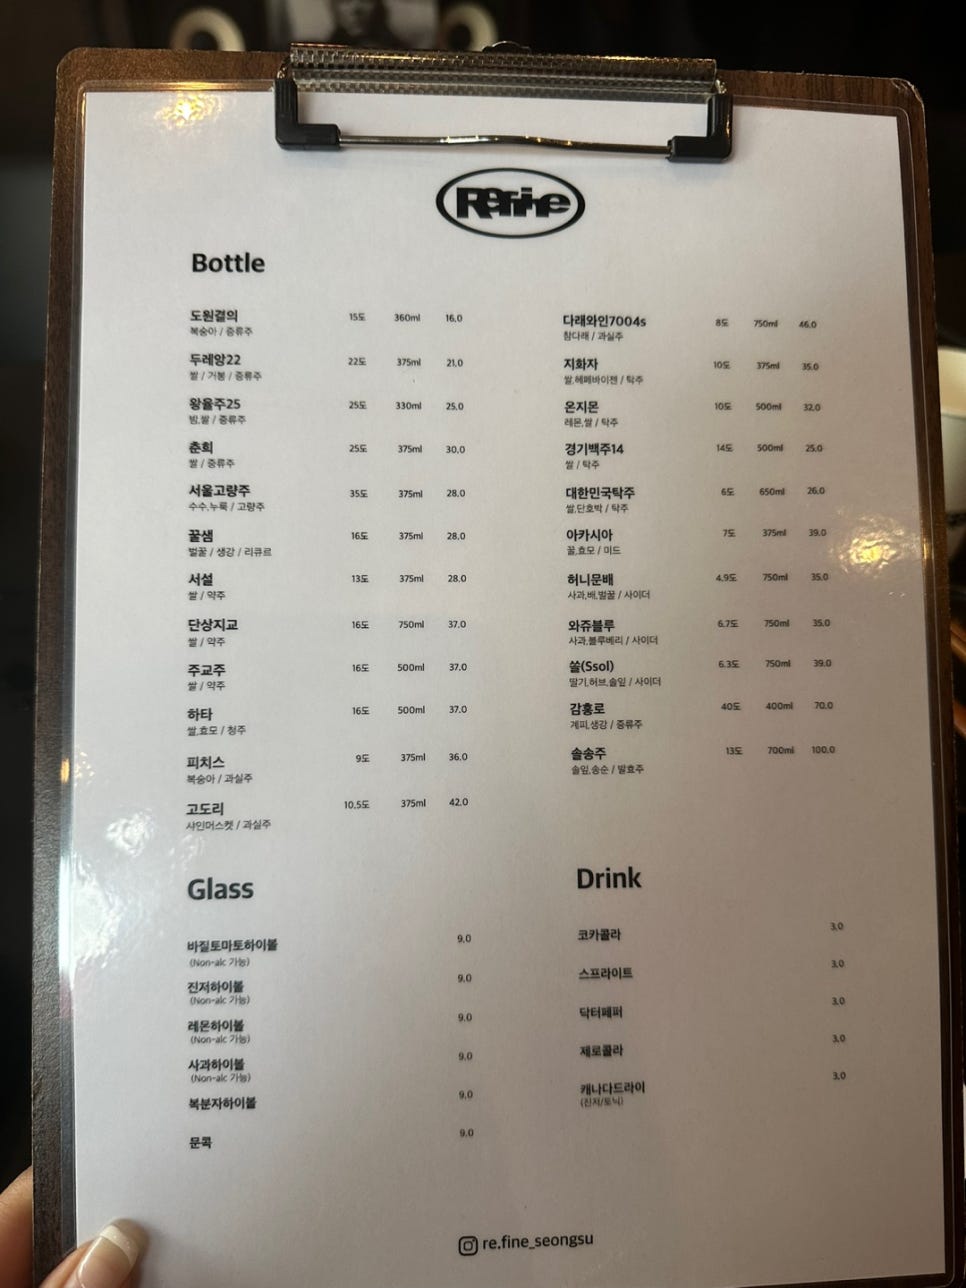 Refine
Bottle
도원결의 15도 360ml 16.0
복숭아 / 증류주
두레앙22 22도 375ml 21.0
쌀 / 거봉 / 증류주
왕율주25 25도 330ml 25.0
밤,쌀 / 증류주
춘희 25도 375ml 30.0
쌀 / 증류주
서울고량주 35도 375ml 28.0
수수,누룩 / 고량주
꿀샘 16도 375ml 28.0
벌꿀 / 생강 / 리큐르
서설 13도 375ml 28.0
쌀 / 약주
단상지교 16도 750ml 37.0
쌀 / 약주
주교주 16도 500ml 37.0
쌀 / 약주
하타 16도 500ml 37.0
쌀,효모 / 청주
피치스 9도 375ml 36.0
복숭아 / 과실주
고도리 10.5도 375ml 42.0
샤인머스켓 / 과실주
다래와인7004s 8도 750ml 46.0
참다래 / 과실주
지화자 10도 375ml 35.0
쌀,헤페바이젠 / 탁주
온지몬 10도 500ml 32.0
레몬,쌀 / 탁주
경기백주14 14도 500ml 25.0
쌀 / 탁주
대한민국탁주 6도 650ml 26.0
쌀,단호박 / 탁주
아카시아 7도 375ml 39.0
꿀,효모 / 미드
허니문배 4.9도 750ml 35.0
사과,배,벌꿀 / 사이더
와쥬블루 6.7도 750ml 35.0
사과,블루베리 / 사이더
쏠(Ssol) 6.3도 750ml 39.0
딸기,허브,솔잎 / 사이더
감홍로 40도 400ml 70.0
계피,생강 / 증류주
솔송주 13도 700ml 100.0
솔잎,송순 / 발효주
Glass
바질토마토하이볼 9.0
(Non-alc 가능)
진저하이볼 9.0
(Non-alc 가능)
레몬하이볼 9.0
(Non-alc 가능)
사과하이볼 9.0
(Non-alc 가능)
복분자하이볼 9.0
문콕 9.0
Drink
코카콜라 3.0
스프라이트 3.0
닥터페퍼 3.0
제로콜라 3.0
캐나다드라이 3.0
(진저/토닉)
re.fine_seongsu